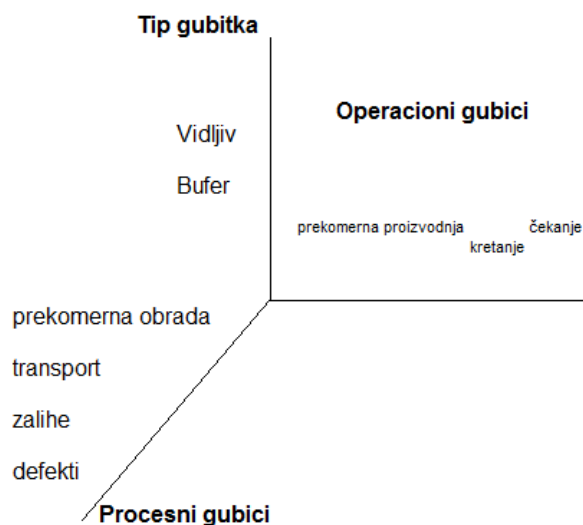 Tip gubitka
Vidljiv
Bufer
Operacioni gubici
prekomerna proizvodnja
čekanje
kretanje
prekomerna obrada
transport
zalihe
defekti
Procesni gubici